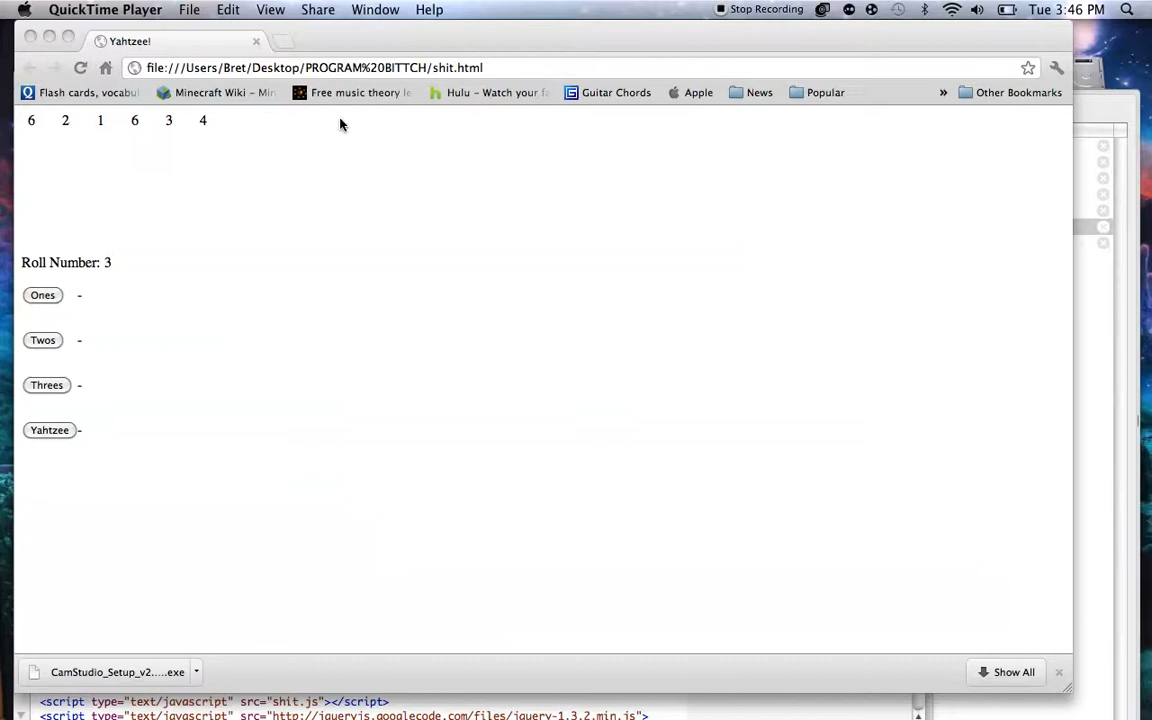 QuickTime Player File Edit View Share Window Help Stop Recording Tue 3:46 PM
Yahtzee!
file:///Users/Bret/Desktop/PROGRAM%20BITTCH/shit.html
Flash cards, vocabu Minecraft Wiki – Min Free music theory le Hulu – Watch your fa Guitar Chords Apple News Popular » Other Bookmarks
6 2 1 6 3 4
Roll Number: 3
Ones -
Twos -
Threes -
Yahtzee -
CamStudio_Setup_v2.....exe Show All
<script type="text/javascript" src="shit.js"></script>
<script type="text/javascript" src="http://jqueryjs.googlecode.com/files/jquery-1.3.2.min.js">